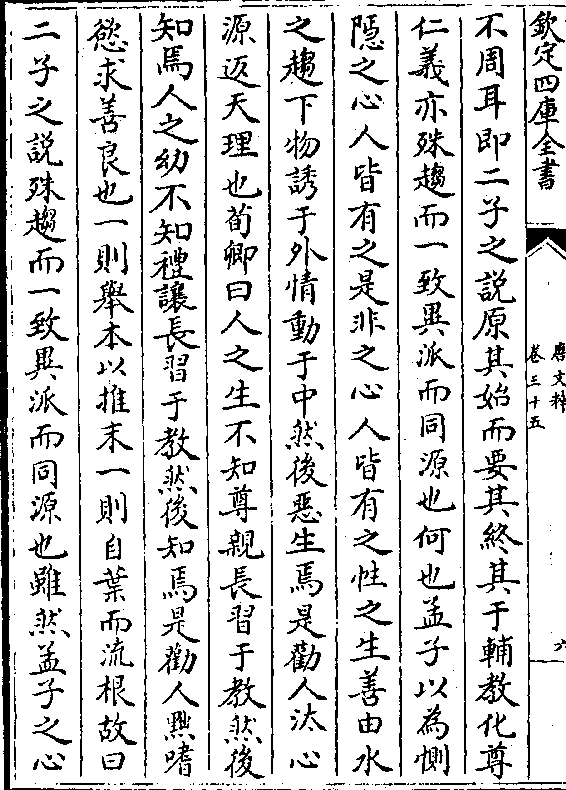 欽定四庫全書
唐文粹
卷三十五
六
不周耳即二子之説原其始而要其終其于輔教化尊
仁義亦殊趨而一致異派而同源也何也孟子以為惻
隠之心人皆有之是非之心人皆有之性之生善由水
之趨下物誘于外情動于中然後惡生焉是勸人汰心
源返天理也荀卿曰人之生不知尊親長習于教然後
知焉人之幼不知禮讓長習于教然後知焉是勸人黜嗜
慾求善良也一則舉本以推末一則自葉而流根故曰
二子之説殊趨而一致異派而同源也雖然孟子之心